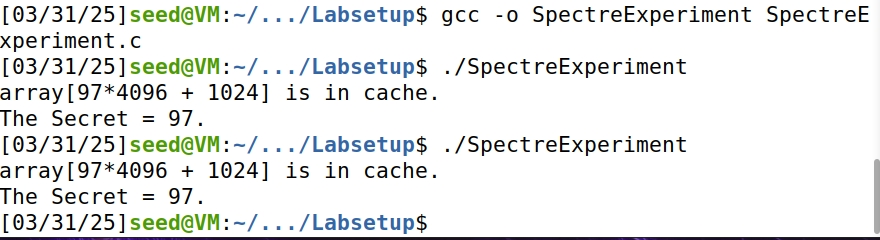 [03/31/25]seed@VM:~/.../Labsetup$ gcc -o SpectreExperiment SpectreE
xperiment.c
[03/31/25]seed@VM:~/.../Labsetup$ ./SpectreExperiment
array[97*4096 + 1024] is in cache.
The Secret = 97.
[03/31/25]seed@VM:~/.../Labsetup$ ./SpectreExperiment
array[97*4096 + 1024] is in cache.
The Secret = 97.
[03/31/25]seed@VM:~/.../Labsetup$